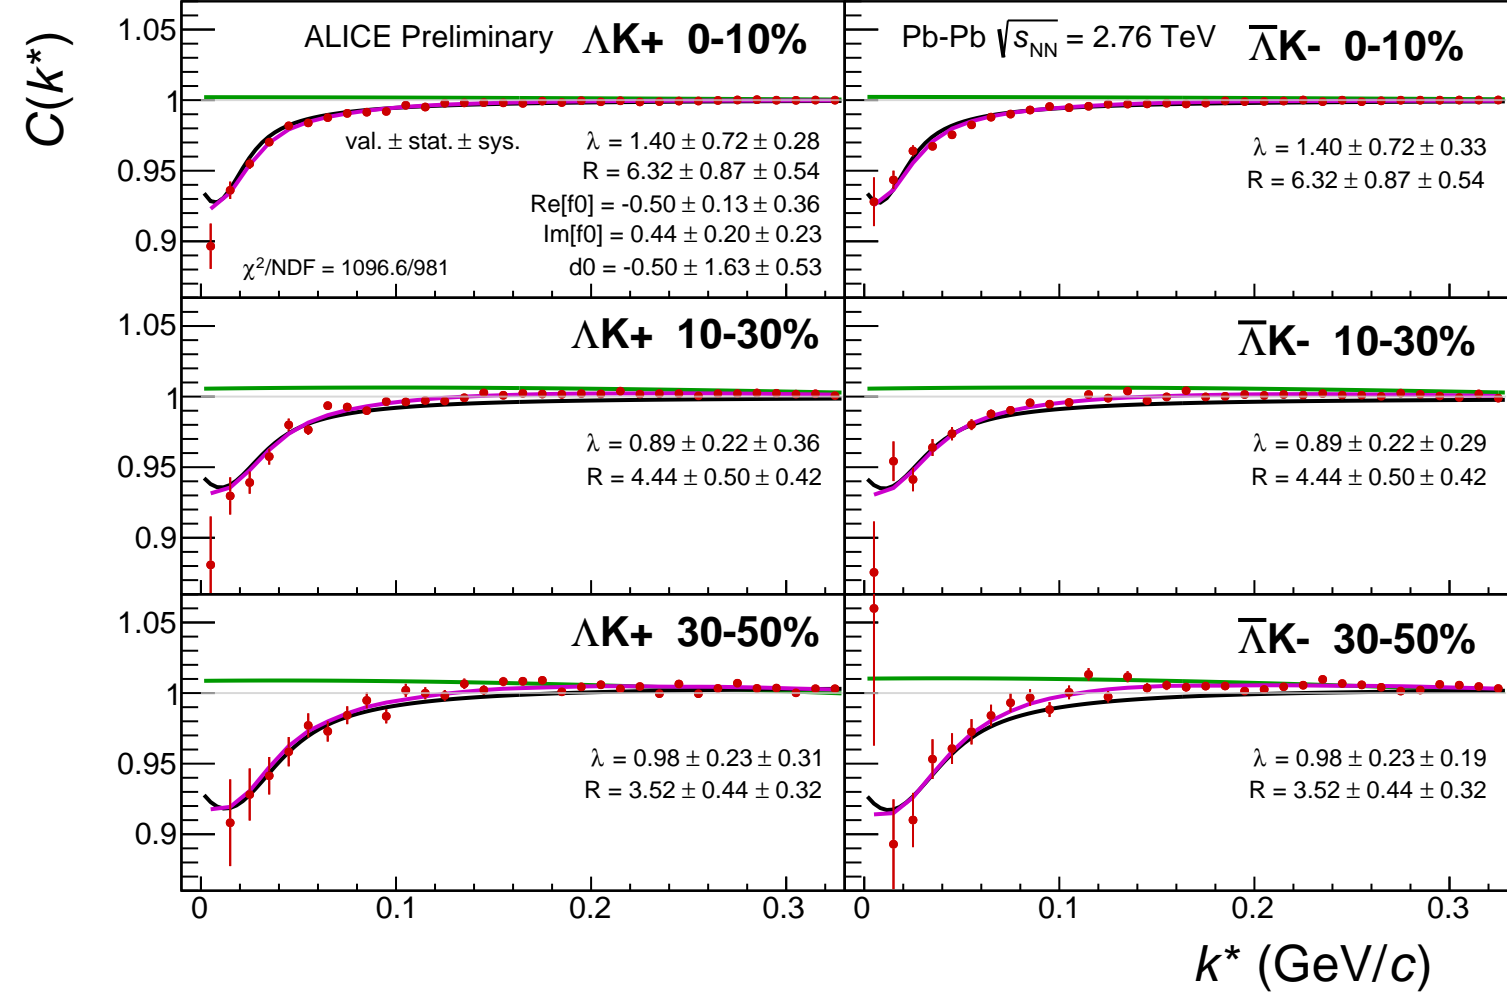 C(k*)
ALICE Preliminary ΛK+ 0-10%
val. ± stat. ± sys.
λ = 1.40 ± 0.72 ± 0.28
R = 6.32 ± 0.87 ± 0.54
Re[f0] = -0.50 ± 0.13 ± 0.36
Im[f0] = 0.44 ± 0.20 ± 0.23
χ²/NDF = 1096.6/981
d0 = -0.50 ± 1.63 ± 0.53
1.05
1
0.95
0.9
Pb-Pb √sNN = 2.76 TeV Λ̅K- 0-10%
λ = 1.40 ± 0.72 ± 0.33
R = 6.32 ± 0.87 ± 0.54
ΛK+ 10-30%
λ = 0.89 ± 0.22 ± 0.36
R = 4.44 ± 0.50 ± 0.42
1.05
1
0.95
0.9
Λ̅K- 10-30%
λ = 0.89 ± 0.22 ± 0.29
R = 4.44 ± 0.50 ± 0.42
ΛK+ 30-50%
λ = 0.98 ± 0.23 ± 0.31
R = 3.52 ± 0.44 ± 0.32
1.05
1
0.95
0.9
Λ̅K- 30-50%
λ = 0.98 ± 0.23 ± 0.19
R = 3.52 ± 0.44 ± 0.32
0 0.1 0.2 0.3 0 0.1 0.2 0.3
k* (GeV/c)